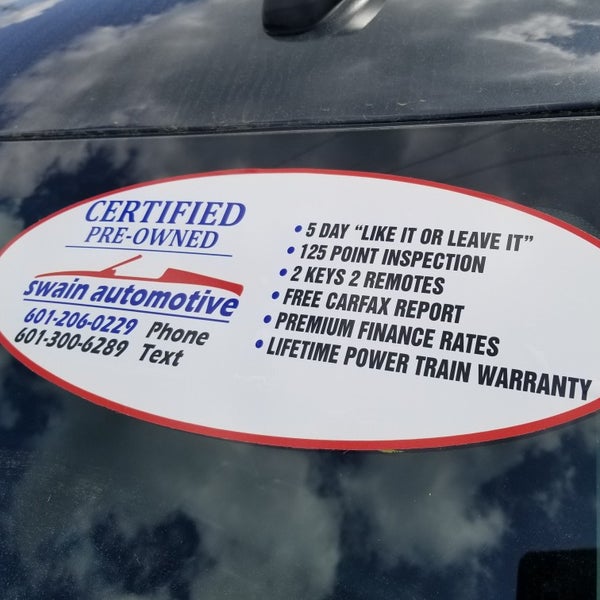 CERTIFIED
PRE-OWNED
swain automotive
601-206-0229 Phone
601-300-6289 Text
• 5 DAY "LIKE IT OR LEAVE IT"
• 125 POINT INSPECTION
• 2 KEYS 2 REMOTES
• FREE CARFAX REPORT
• PREMIUM FINANCE RATES
• LIFETIME POWER TRAIN WARRANTY